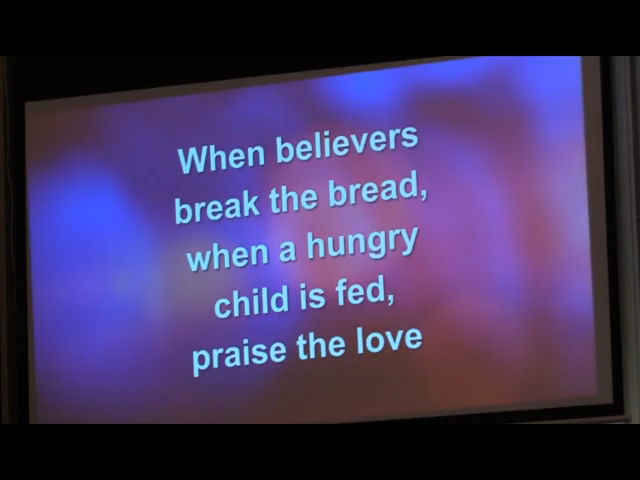 When believers
break the bread,
when a hungry
child is fed,
praise the love